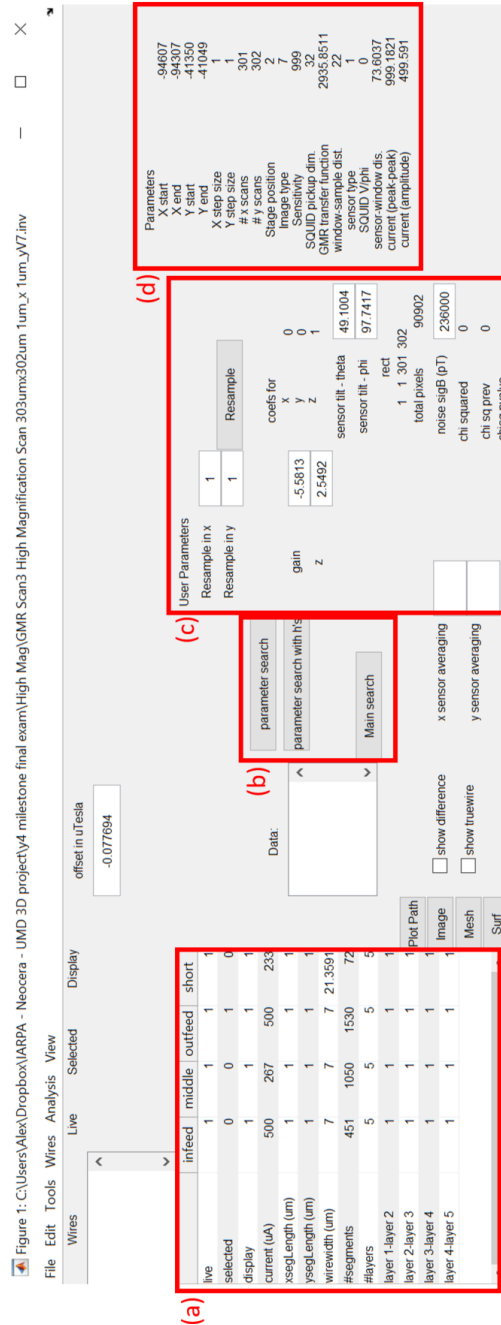 Figure 1: C:\Users\Alex\Dropbox\IARPA - Neocera - UMD 3D project\y4 milestone final exam\High Mag\GMR Scan3 High Magnification Scan 303umx302um 1um_x 1um_yV7.inv
File Edit Tools Wires Analysis View
Wires Live Selected Display offset in uTesla
-0.077694
(a)
infeed middle outfeed short
live 1 1 1 1
selected 0 0 1 0
display 1 1 1 1
current (uA) 500 267 500 233
xsegLength (um) 1 1 1 1
ysegLength (um) 1 1 1 1
wirewidth (um) 7 7 7 21.3591
#segments 451 1050 1530 72
#layers 5 5 5 5
layer 1-layer 2 1 1 1 1
layer 2-layer 3 1 1 1 1
layer 3-layer 4 1 1 1 1
layer 4-layer 5 1 1 1 1
Plot Path
Image
Mesh
Surf
Data:
show difference
show truewire
(b)
parameter search
parameter search with h's
Main search
x sensor averaging
y sensor averaging
(c)
User Parameters
Resample in x 1
Resample in y 1
Resample
gain -5.5813
z 2.5492
coefs for
x 0
y 0
z 1
sensor tilt - theta 49.1004
sensor tilt - phi 97.7417
rect
1 1 301 302
total pixels 90902
noise sigB (pT) 236000
chi squared 0
chi sq prev 0
(d)
Parameters
X start -94607
X end -94307
Y start -41350
Y end -41049
X step size 1
Y step size 1
# x scans 301
# y scans 302
Stage position 2
Image type 7
Sensitivity 999
SQUID pickup dim. 32
GMR transfer function 2935.8511
window-sample dist. 22
sensor type 1
SQUID V/phi 0
sensor-window dis. 73.6037
current (peak-peak) 999.1821
current (amplitude) 499.591